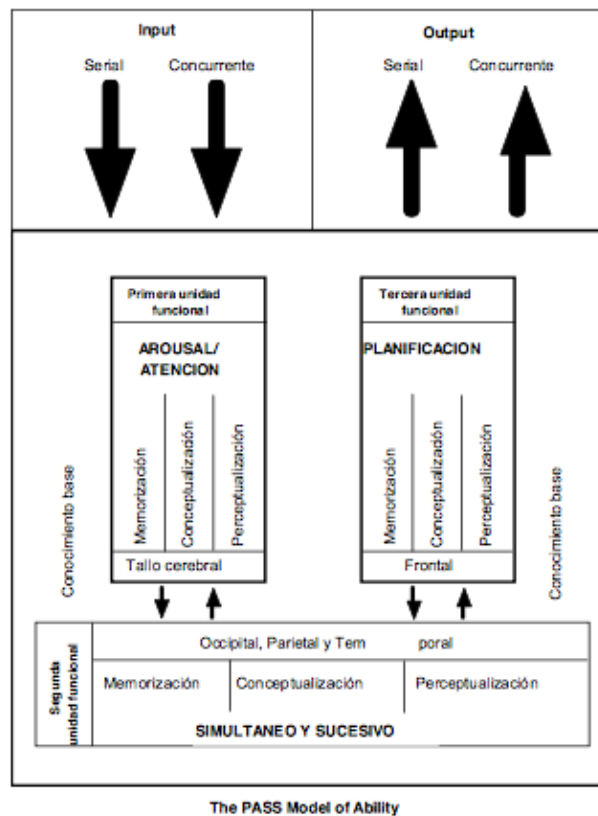 Input
Output
Serial Concurrente
Serial Concurrente
Primera unidad
funcional
AROUSAL/
ATENCION
Memorización
Conceptualización
Perceptualización
Tallo cerebral
Tercera unidad
funcional
PLANIFICACION
Memorización
Conceptualización
Perceptualización
Frontal
Conocimiento base
Conocimiento base
Segunda
unidad funcional
Occipital, Parietal y Tem poral
Memorización Conceptualización Perceptualización
SIMULTANEO Y SUCESIVO
The PASS Model of Ability